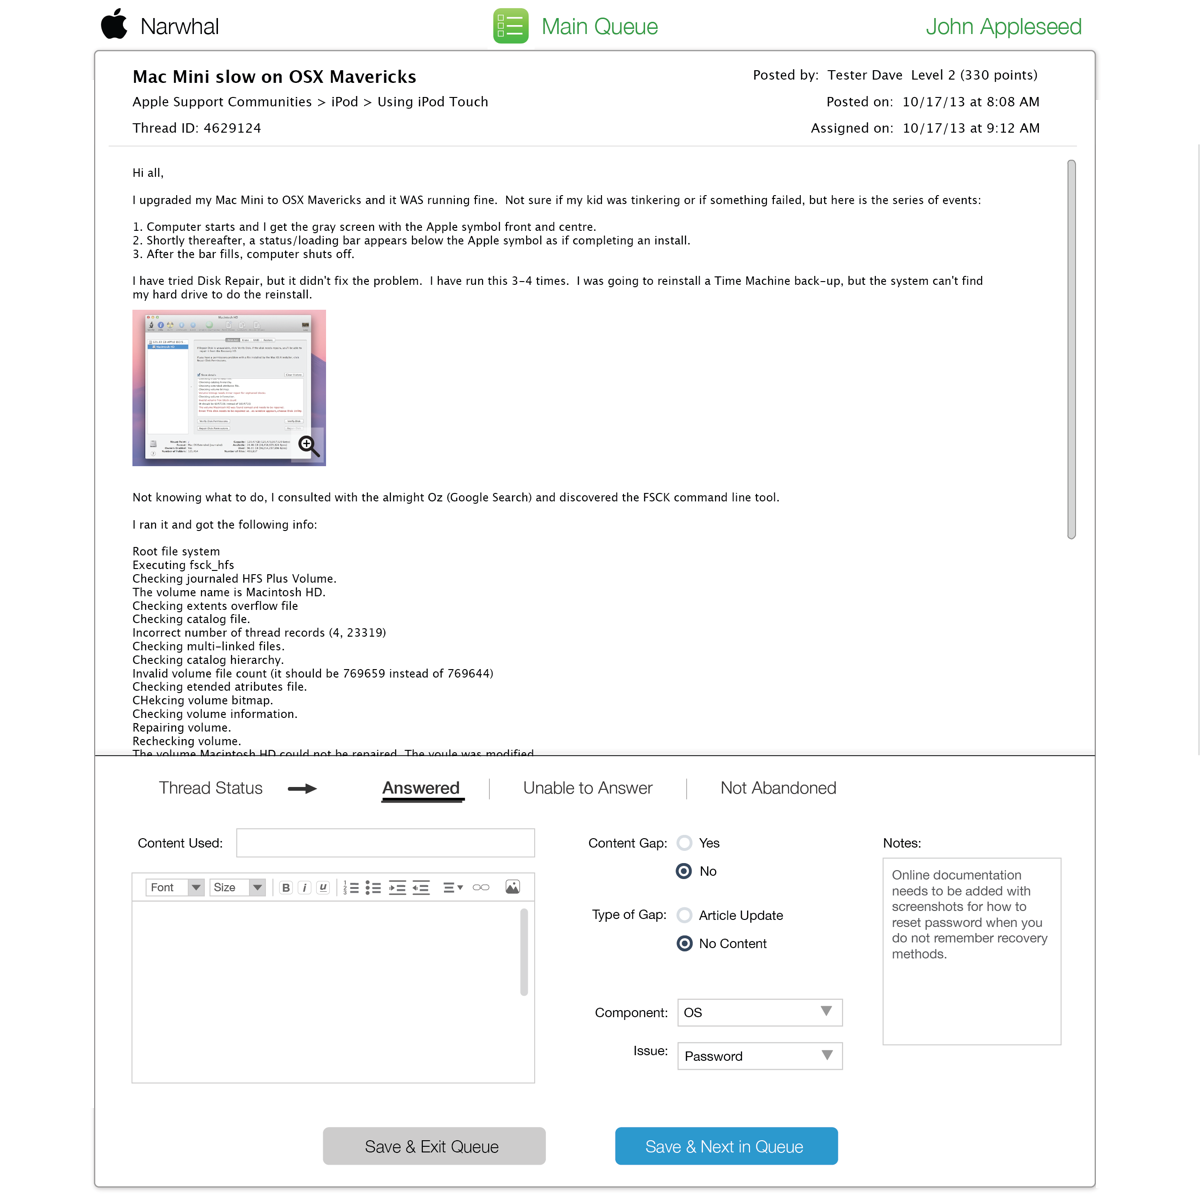 Narwhal
Main Queue
John Appleseed
Mac Mini slow on OSX Mavericks
Posted by: Tester Dave Level 2 (330 points)
Apple Support Communities > iPod > Using iPod Touch
Posted on: 10/17/13 at 8:08 AM
Thread ID: 4629124
Assigned on: 10/17/13 at 9:12 AM
Hi all,
I upgraded my Mac Mini to OSX Mavericks and it WAS running fine. Not sure if my kid was tinkering or if something failed, but here is the series of events:
1. Computer starts and I get the gray screen with the Apple symbol front and centre.
2. Shortly thereafter, a status/loading bar appears below the Apple symbol as if completing an install.
3. After the bar fills, computer shuts off.
I have tried Disk Repair, but it didn't fix the problem. I have run this 3-4 times. I was going to reinstall a Time Machine back-up, but the system can't find
my hard drive to do the reinstall.
Not knowing what to do, I consulted with the almight Oz (Google Search) and discovered the FSCK command line tool.
I ran it and got the following info:
Root file system
Executing fsck_hfs
Checking journaled HFS Plus Volume.
The volume name is Macintosh HD.
Checking extents overflow file
Checking catalog file.
Incorrect number of thread records (4, 23319)
Checking multi-linked files.
Checking catalog hierarchy.
Invalid volume file count (it should be 769659 instead of 769644)
Checking etended atributes file.
CHekcing volume bitmap.
Checking volume information.
Repairing volume.
Rechecking volume.
The volume Macintosh HD could not be repaired. The voule was modified
Thread Status
Answered
Unable to Answer
Not Abandoned
Content Used:
Font
Size
B
i
u
Content Gap:
Yes
No
Type of Gap:
Article Update
No Content
Component:
OS
Issue:
Password
Notes:
Online documentation
needs to be added with
screenshots for how to
reset password when you
do not remember recovery
methods.
Save & Exit Queue
Save & Next in Queue